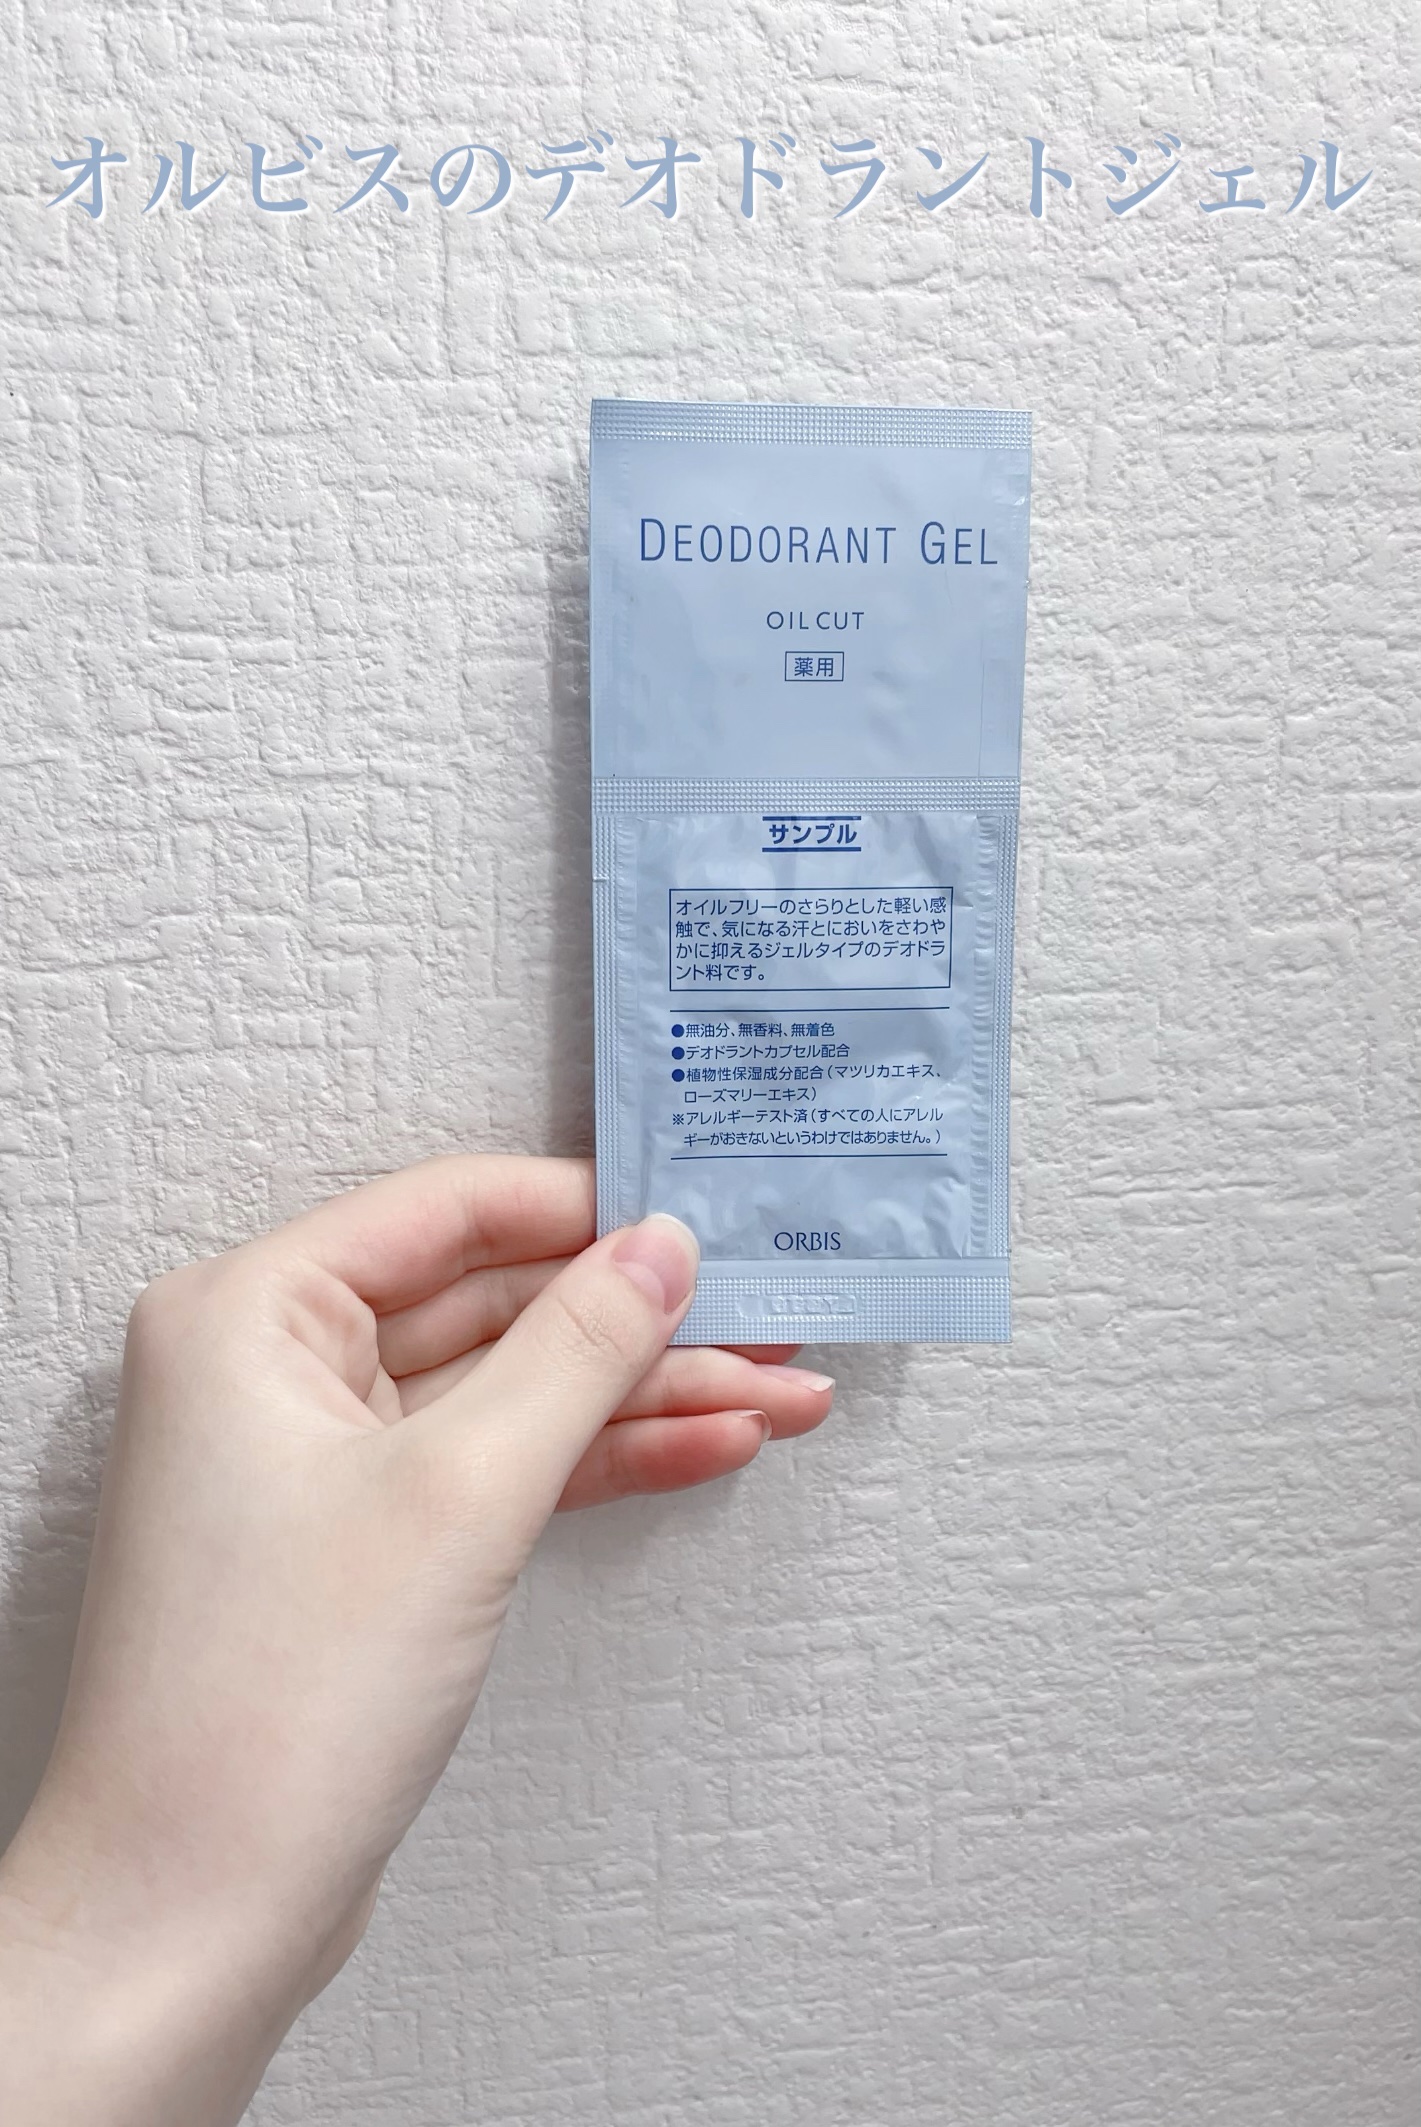 オルビスのデオドラントジェル
DEODORANT GEL
OIL CUT
薬用
サンプル
オイルフリーのさらりとした軽い感
触で、気になる汗とにおいをさわや
かに抑えるジェルタイプのデオドラ
ント料です。
●無油分、無香料、無着色
●デオドラントカプセル配合
●植物性保湿成分配合（マツリカエキス、
ローズマリーエキス）
※アレルギーテスト済（すべての人にアレル
ギーがおきないというわけではありません。）
ORBIS